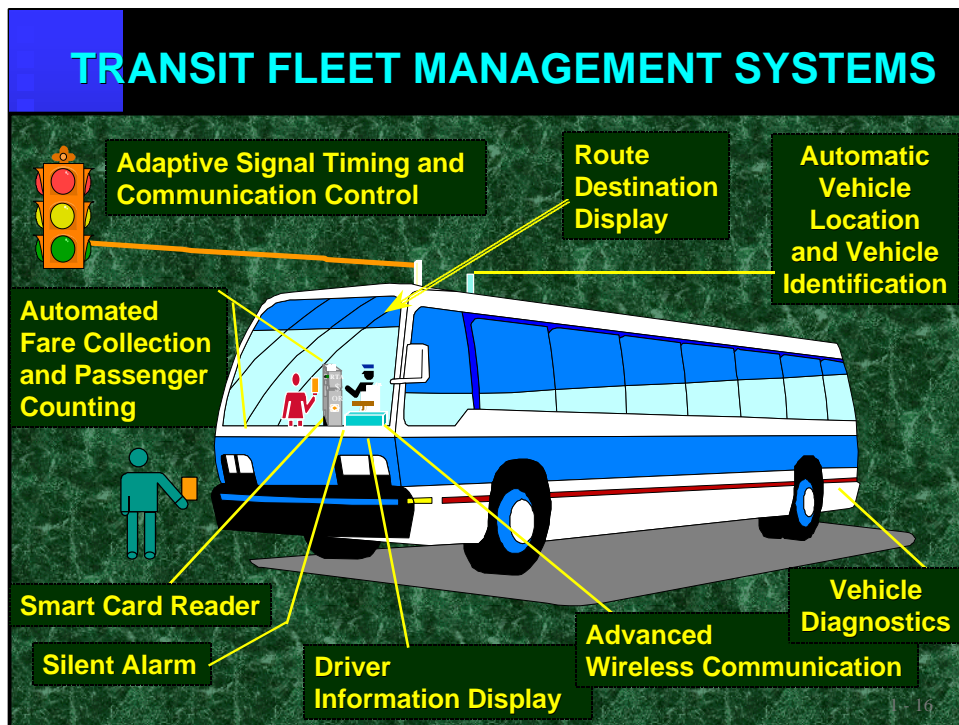 TRANSIT FLEET MANAGEMENT SYSTEMS
Adaptive Signal Timing and
Communication Control
Route
Destination
Display
Automatic
Vehicle
Location
and Vehicle
Identification
Automated
Fare Collection
and Passenger
Counting
Smart Card Reader
Silent Alarm
Driver
Information Display
Advanced
Wireless Communication
Vehicle
Diagnostics
1 - 16